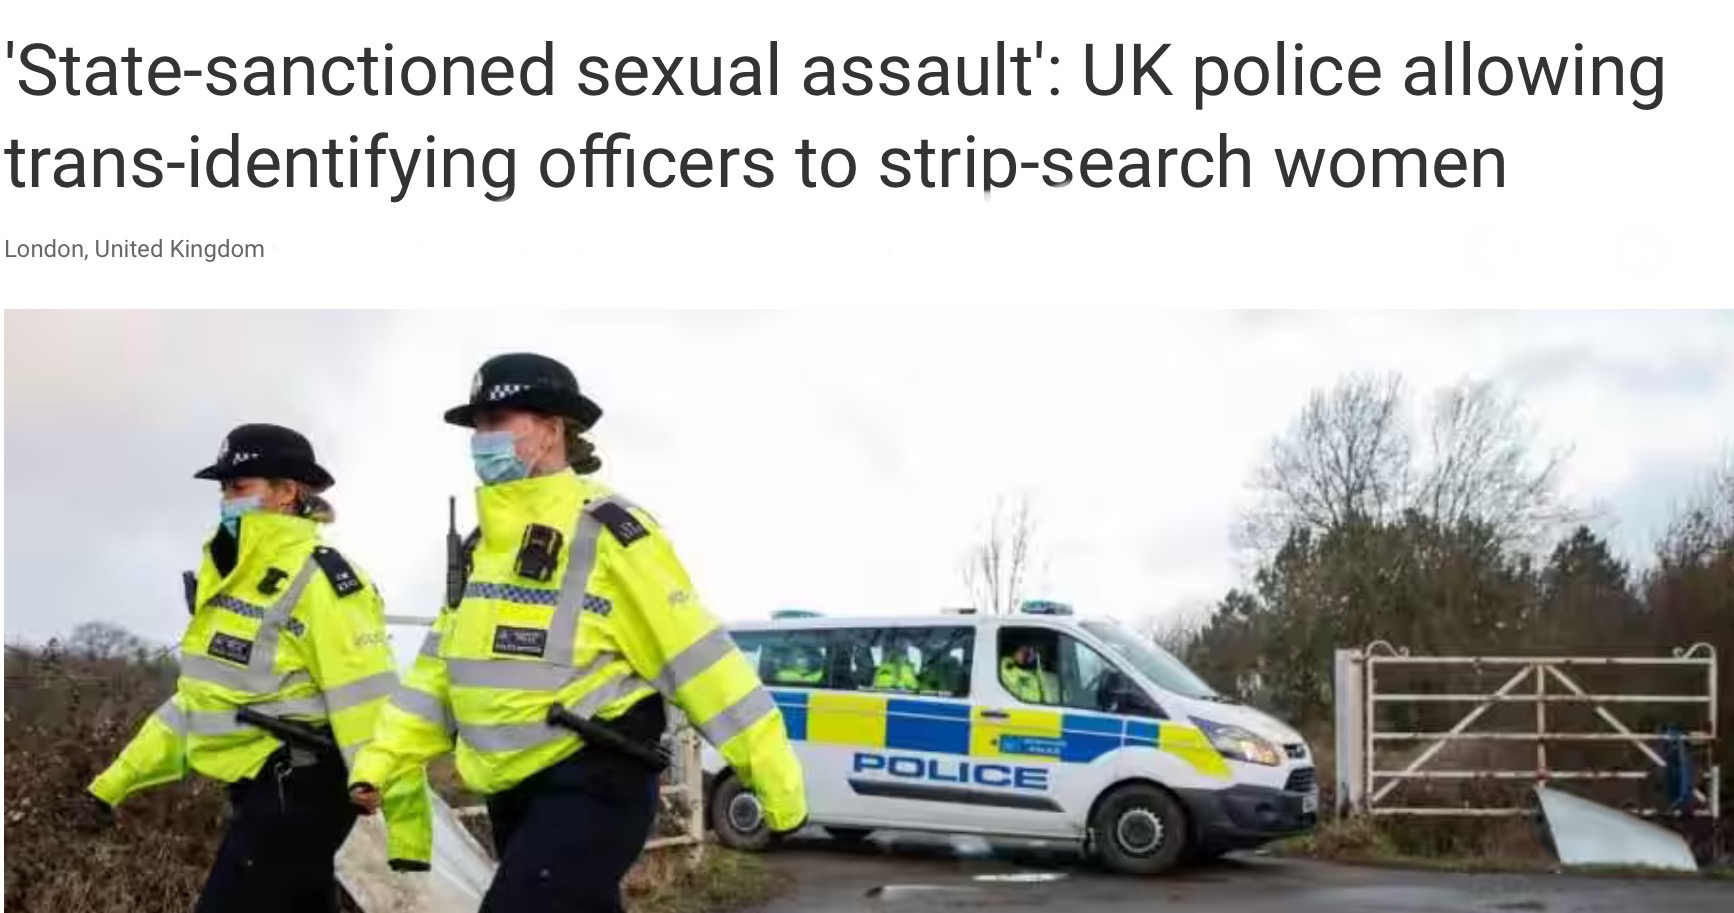 'State-sanctioned sexual assault': UK police allowing
trans-identifying officers to strip-search women
London, United Kingdom
POLICE